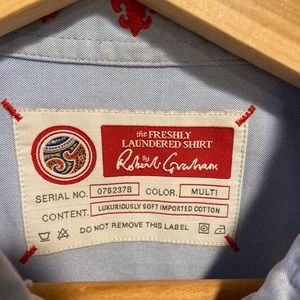 the FRESHLY
LAUNDERED SHIRT
by
Robert Graham
SERIAL NO. 0762378 COLOR. MULTI
CONTENT. LUXURIOUSLY SOFT IMPORTED COTTON
DO NOT REMOVE THIS LABEL